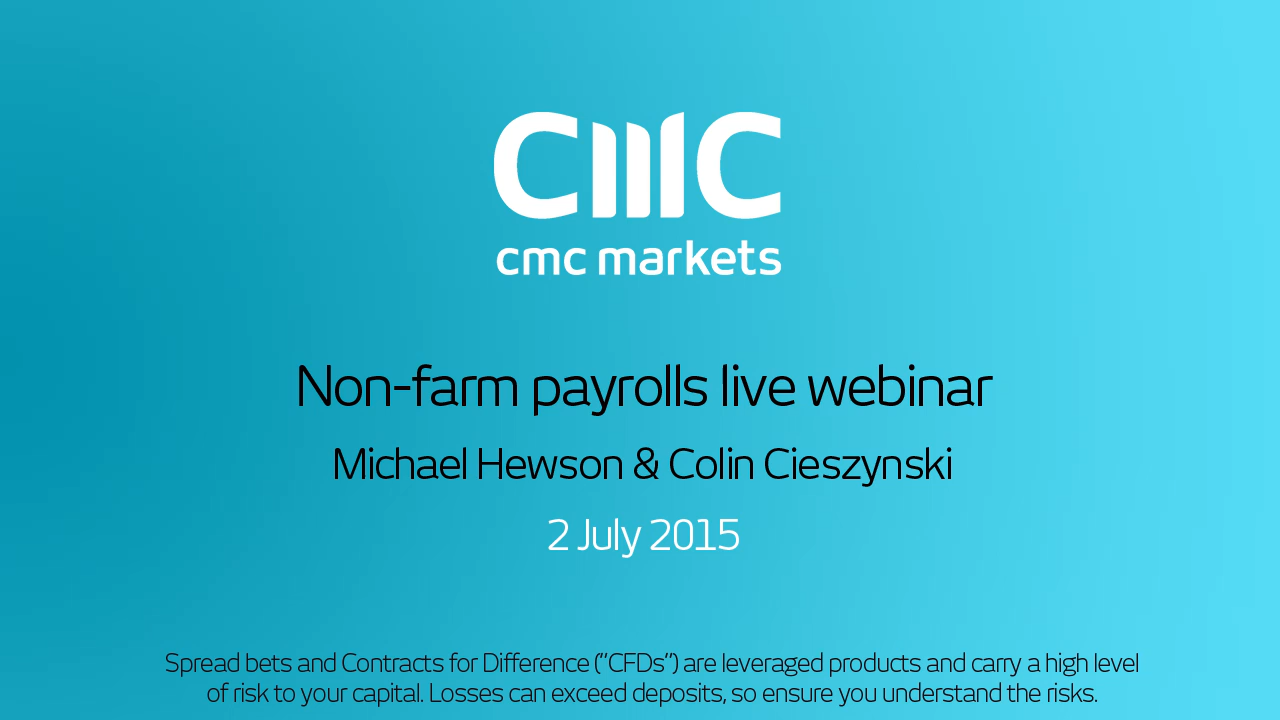 CMC
cmc markets
Non-farm payrolls live webinar
Michael Hewson & Colin Cieszynski
2 July 2015
Spread bets and Contracts for Difference (”CFDs”) are leveraged products and carry a high level
of risk to your capital. Losses can exceed deposits, so ensure you understand the risks.